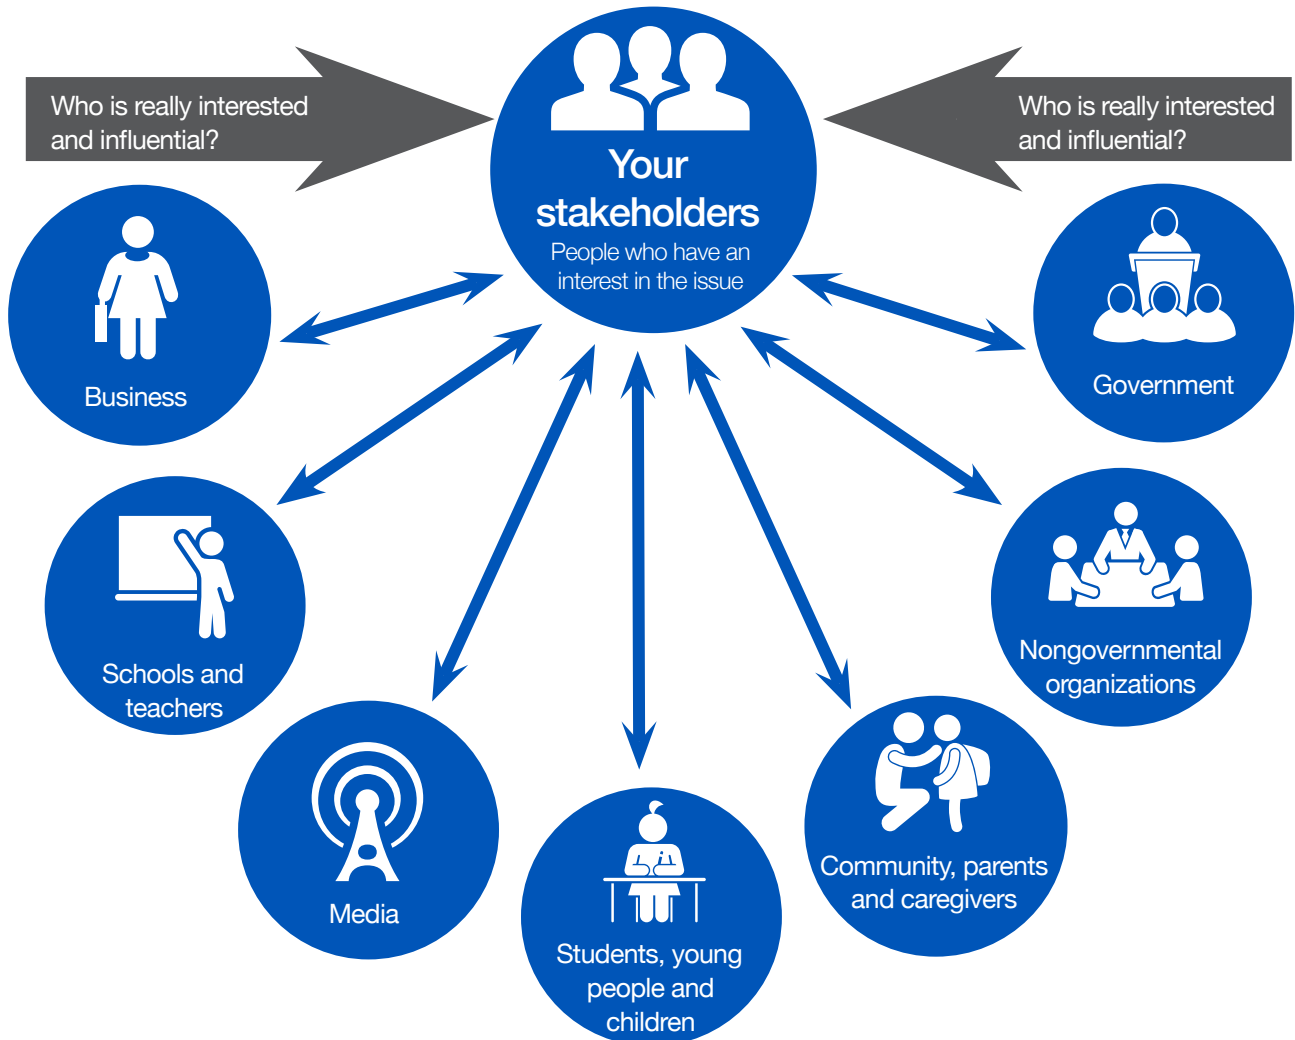 Who is really interested
and influential?
Your
stakeholders
People who have an
interest in the issue
Who is really interested
and influential?
Business
Government
Schools and
teachers
Nongovernmental
organizations
Media
Community, parents
and caregivers
Students, young
people and
children